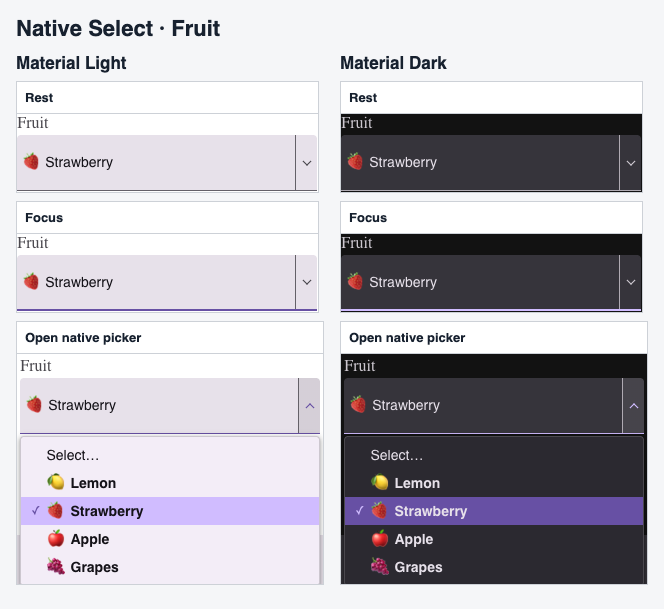 Native Select · Fruit
Material Light
Rest
Fruit
🍓 Strawberry
Focus
Fruit
🍓 Strawberry
Open native picker
Fruit
🍓 Strawberry
Select…
🍋 Lemon
✓ 🍓 Strawberry
🍎 Apple
🍇 Grapes
Material Dark
Rest
Fruit
🍓 Strawberry
Focus
Fruit
🍓 Strawberry
Open native picker
Fruit
🍓 Strawberry
Select…
🍋 Lemon
✓ 🍓 Strawberry
🍎 Apple
🍇 Grapes